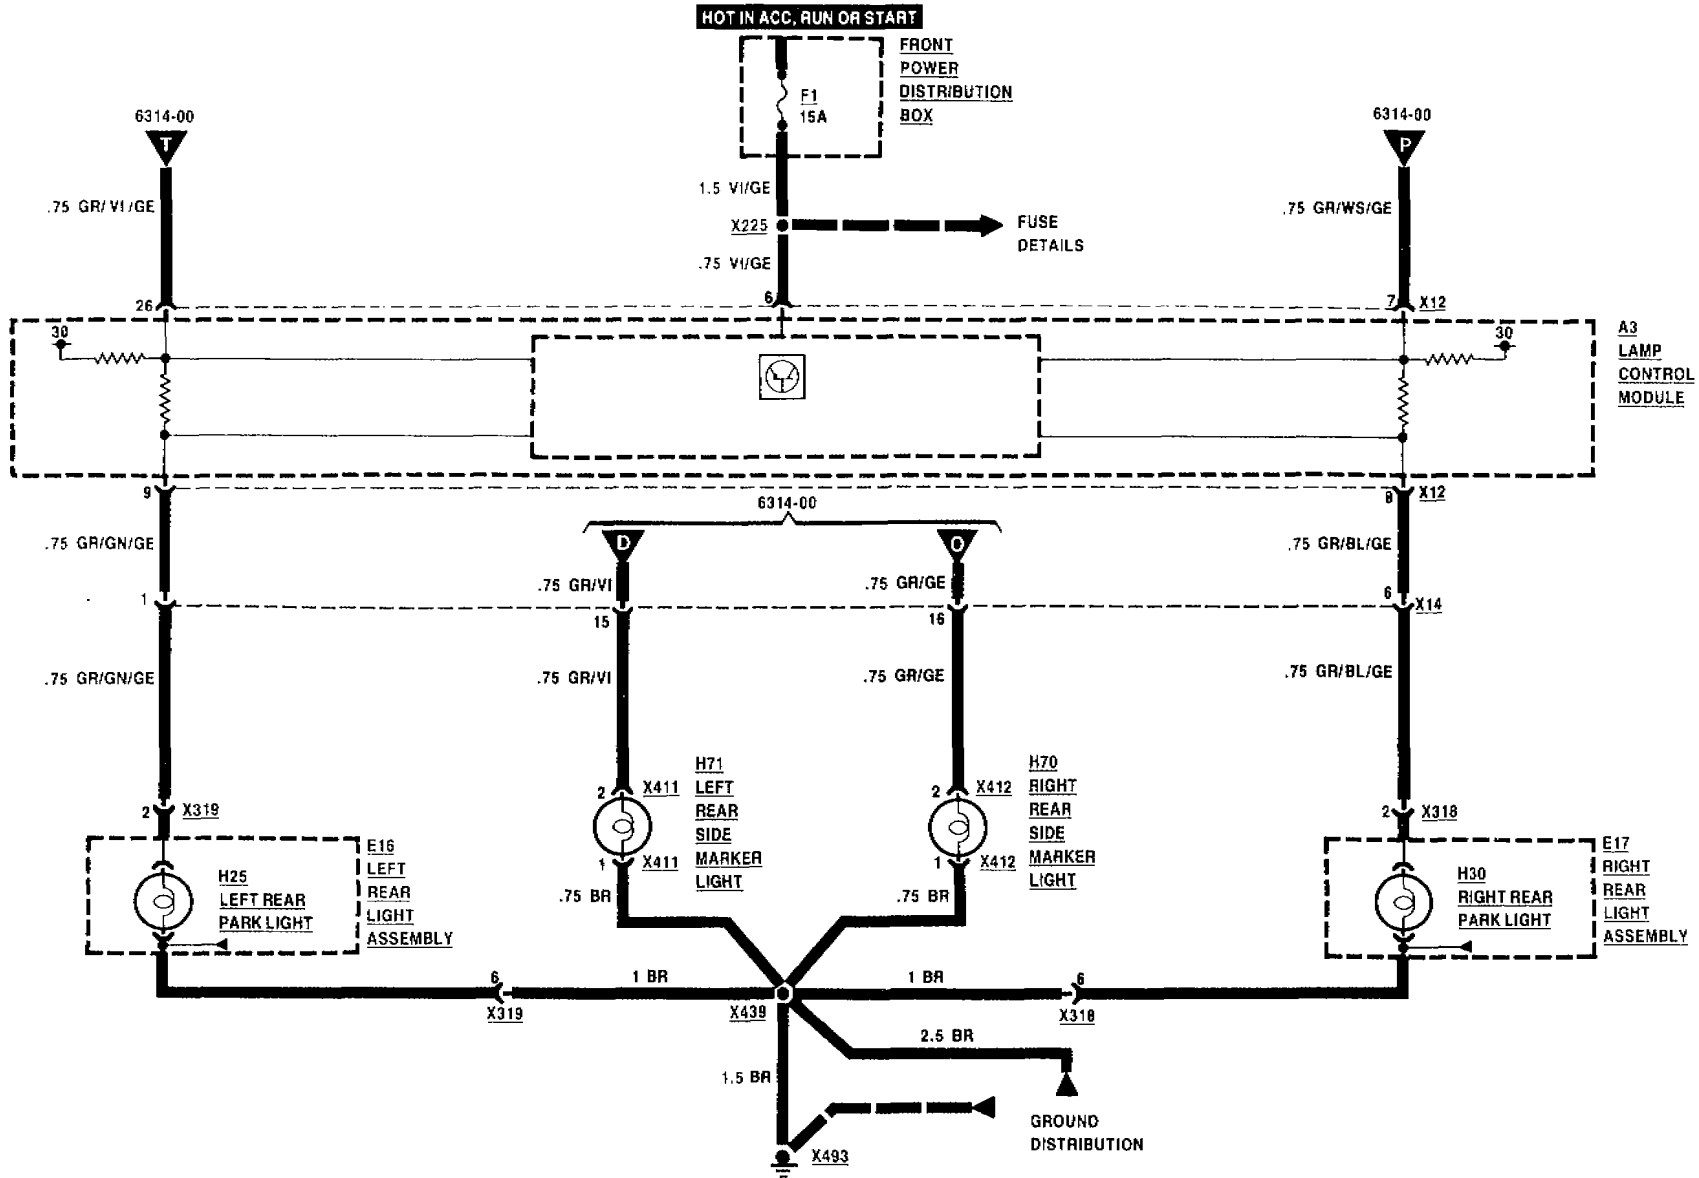 HOT IN ACC, RUN OR START
FRONT
POWER
DISTRIBUTION
BOX
F1
15A
6314-00
T
6314-00
P
.75 GR/VI/GE
1.5 VI/GE
.75 GR/WS/GE
X225
FUSE
DETAILS
.75 VI/GE
26
6
7
X12
30
30
A3
LAMP
CONTROL
MODULE
9
8
X12
6314-00
D
O
.75 GR/GN/GE
.75 GR/BL/GE
.75 GR/VI
.75 GR/GE
1
15
16
6
X14
.75 GR/GN/GE
.75 GR/VI
.75 GR/GE
.75 GR/BL/GE
2
X319
2
X411
H71
LEFT
REAR
SIDE
MARKER
LIGHT
2
X412
H70
RIGHT
REAR
SIDE
MARKER
LIGHT
2
X318
1
X411
1
X412
E16
LEFT
REAR
LIGHT
ASSEMBLY
H25
LEFT REAR
PARK LIGHT
.75 BR
.75 BR
H30
RIGHT REAR
PARK LIGHT
E17
RIGHT
REAR
LIGHT
ASSEMBLY
6
X319
1 BR
X439
1 BR
6
X318
2.5 BR
1.5 BR
GROUND
DISTRIBUTION
X493